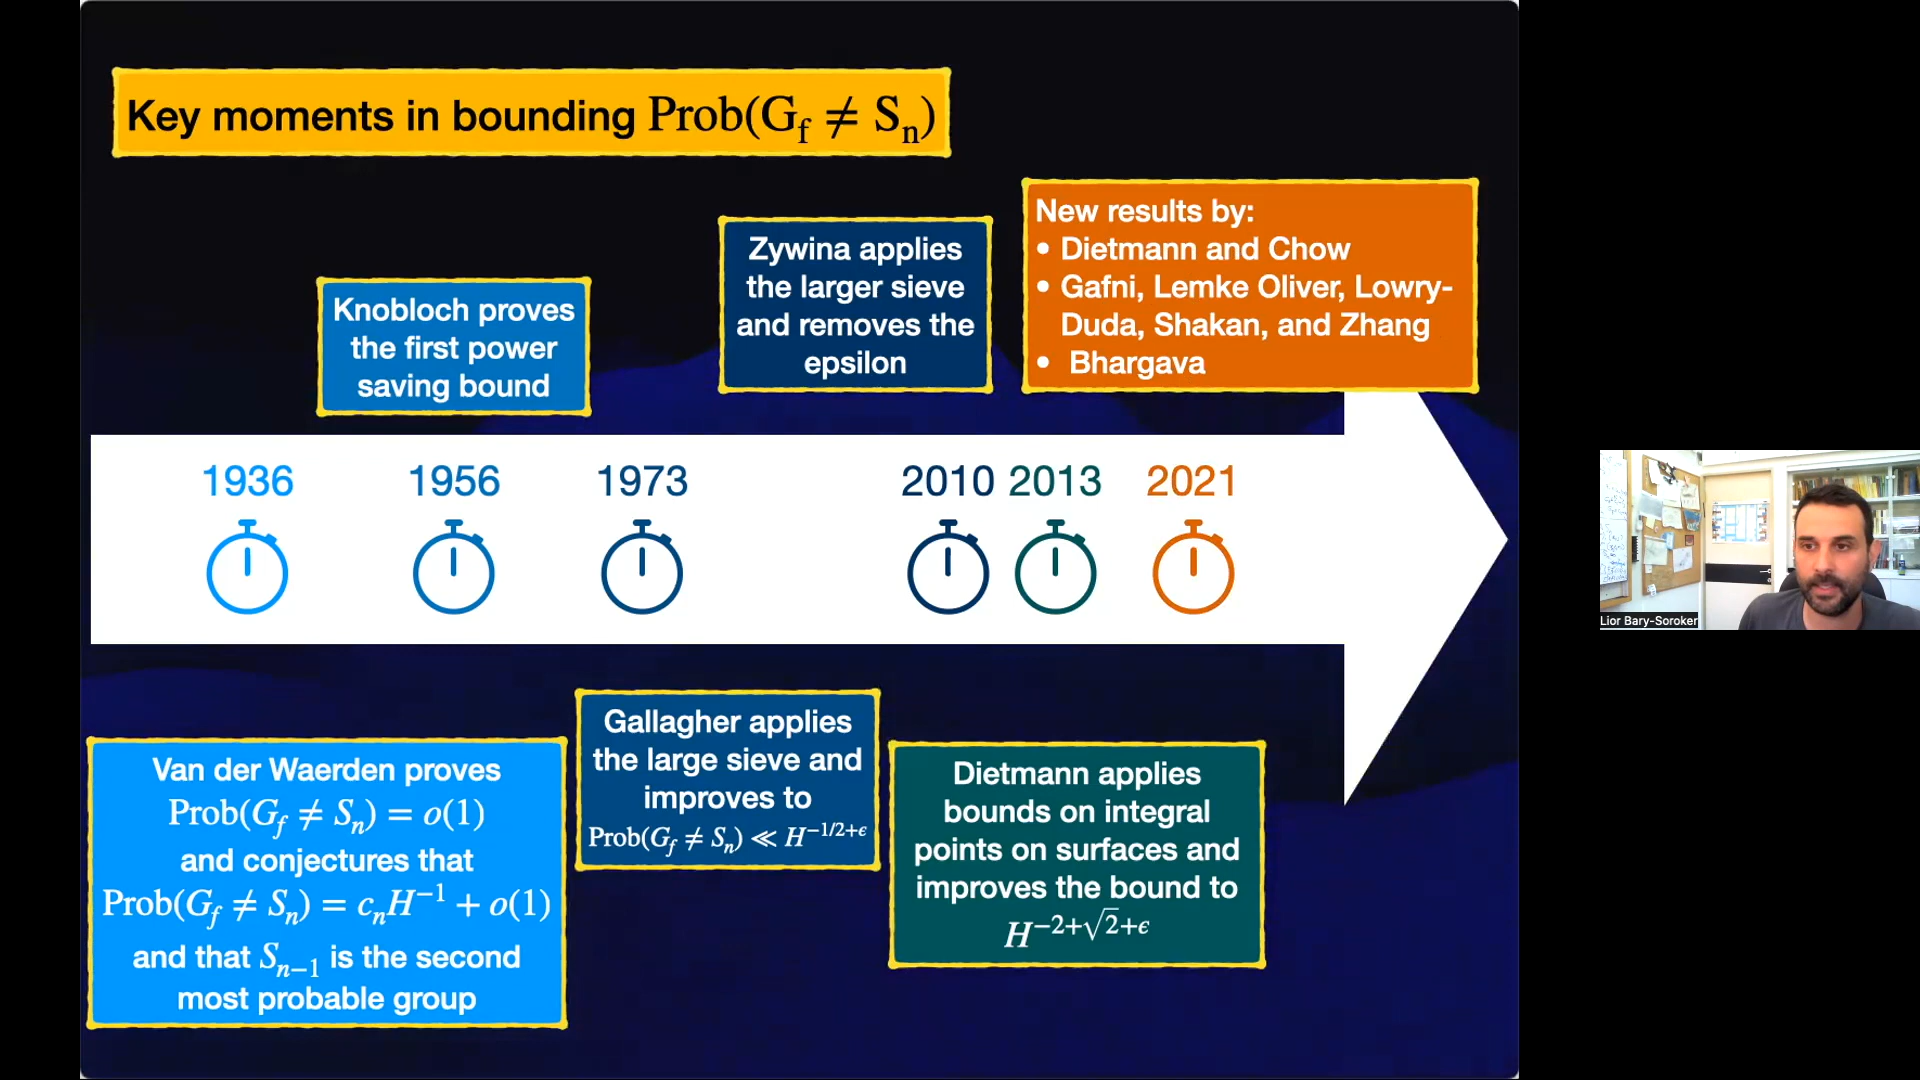 Key moments in bounding Prob(G_f ≠ S_n)
New results by:
• Dietmann and Chow
• Gafni, Lemke Oliver, Lowry-
Duda, Shakan, and Zhang
• Bhargava
Zywina applies
the larger sieve
and removes the
epsilon
Knobloch proves
the first power
saving bound
1936 1956 1973 2010 2013 2021
Lior Bary-Soroker
Van der Waerden proves
Prob(G_f ≠ S_n) = o(1)
and conjectures that
Prob(G_f ≠ S_n) = c_nH^{−1} + o(1)
and that S_{n−1} is the second
most probable group
Gallagher applies
the large sieve and
improves to
Prob(G_f ≠ S_n) ≪ H^{−1/2+ϵ}
Dietmann applies
bounds on integral
points on surfaces and
improves the bound to
H^{−2+√2+ϵ}